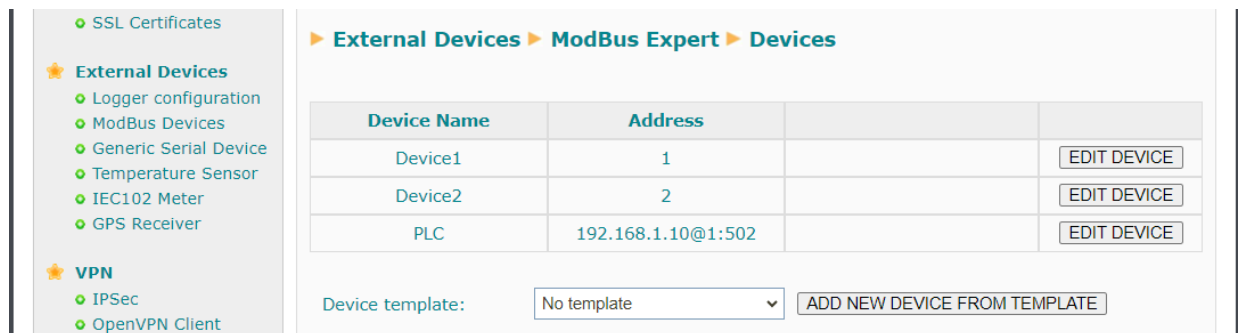 SSL Certificates
External Devices
Logger configuration
ModBus Devices
Generic Serial Device
Temperature Sensor
IEC102 Meter
GPS Receiver
VPN
IPSec
OpenVPN Client
External Devices ModBus Expert Devices
Device Name Address
Device1 1 EDIT DEVICE
Device2 2 EDIT DEVICE
PLC 192.168.1.10@1:502 EDIT DEVICE
Device template: No template ADD NEW DEVICE FROM TEMPLATE